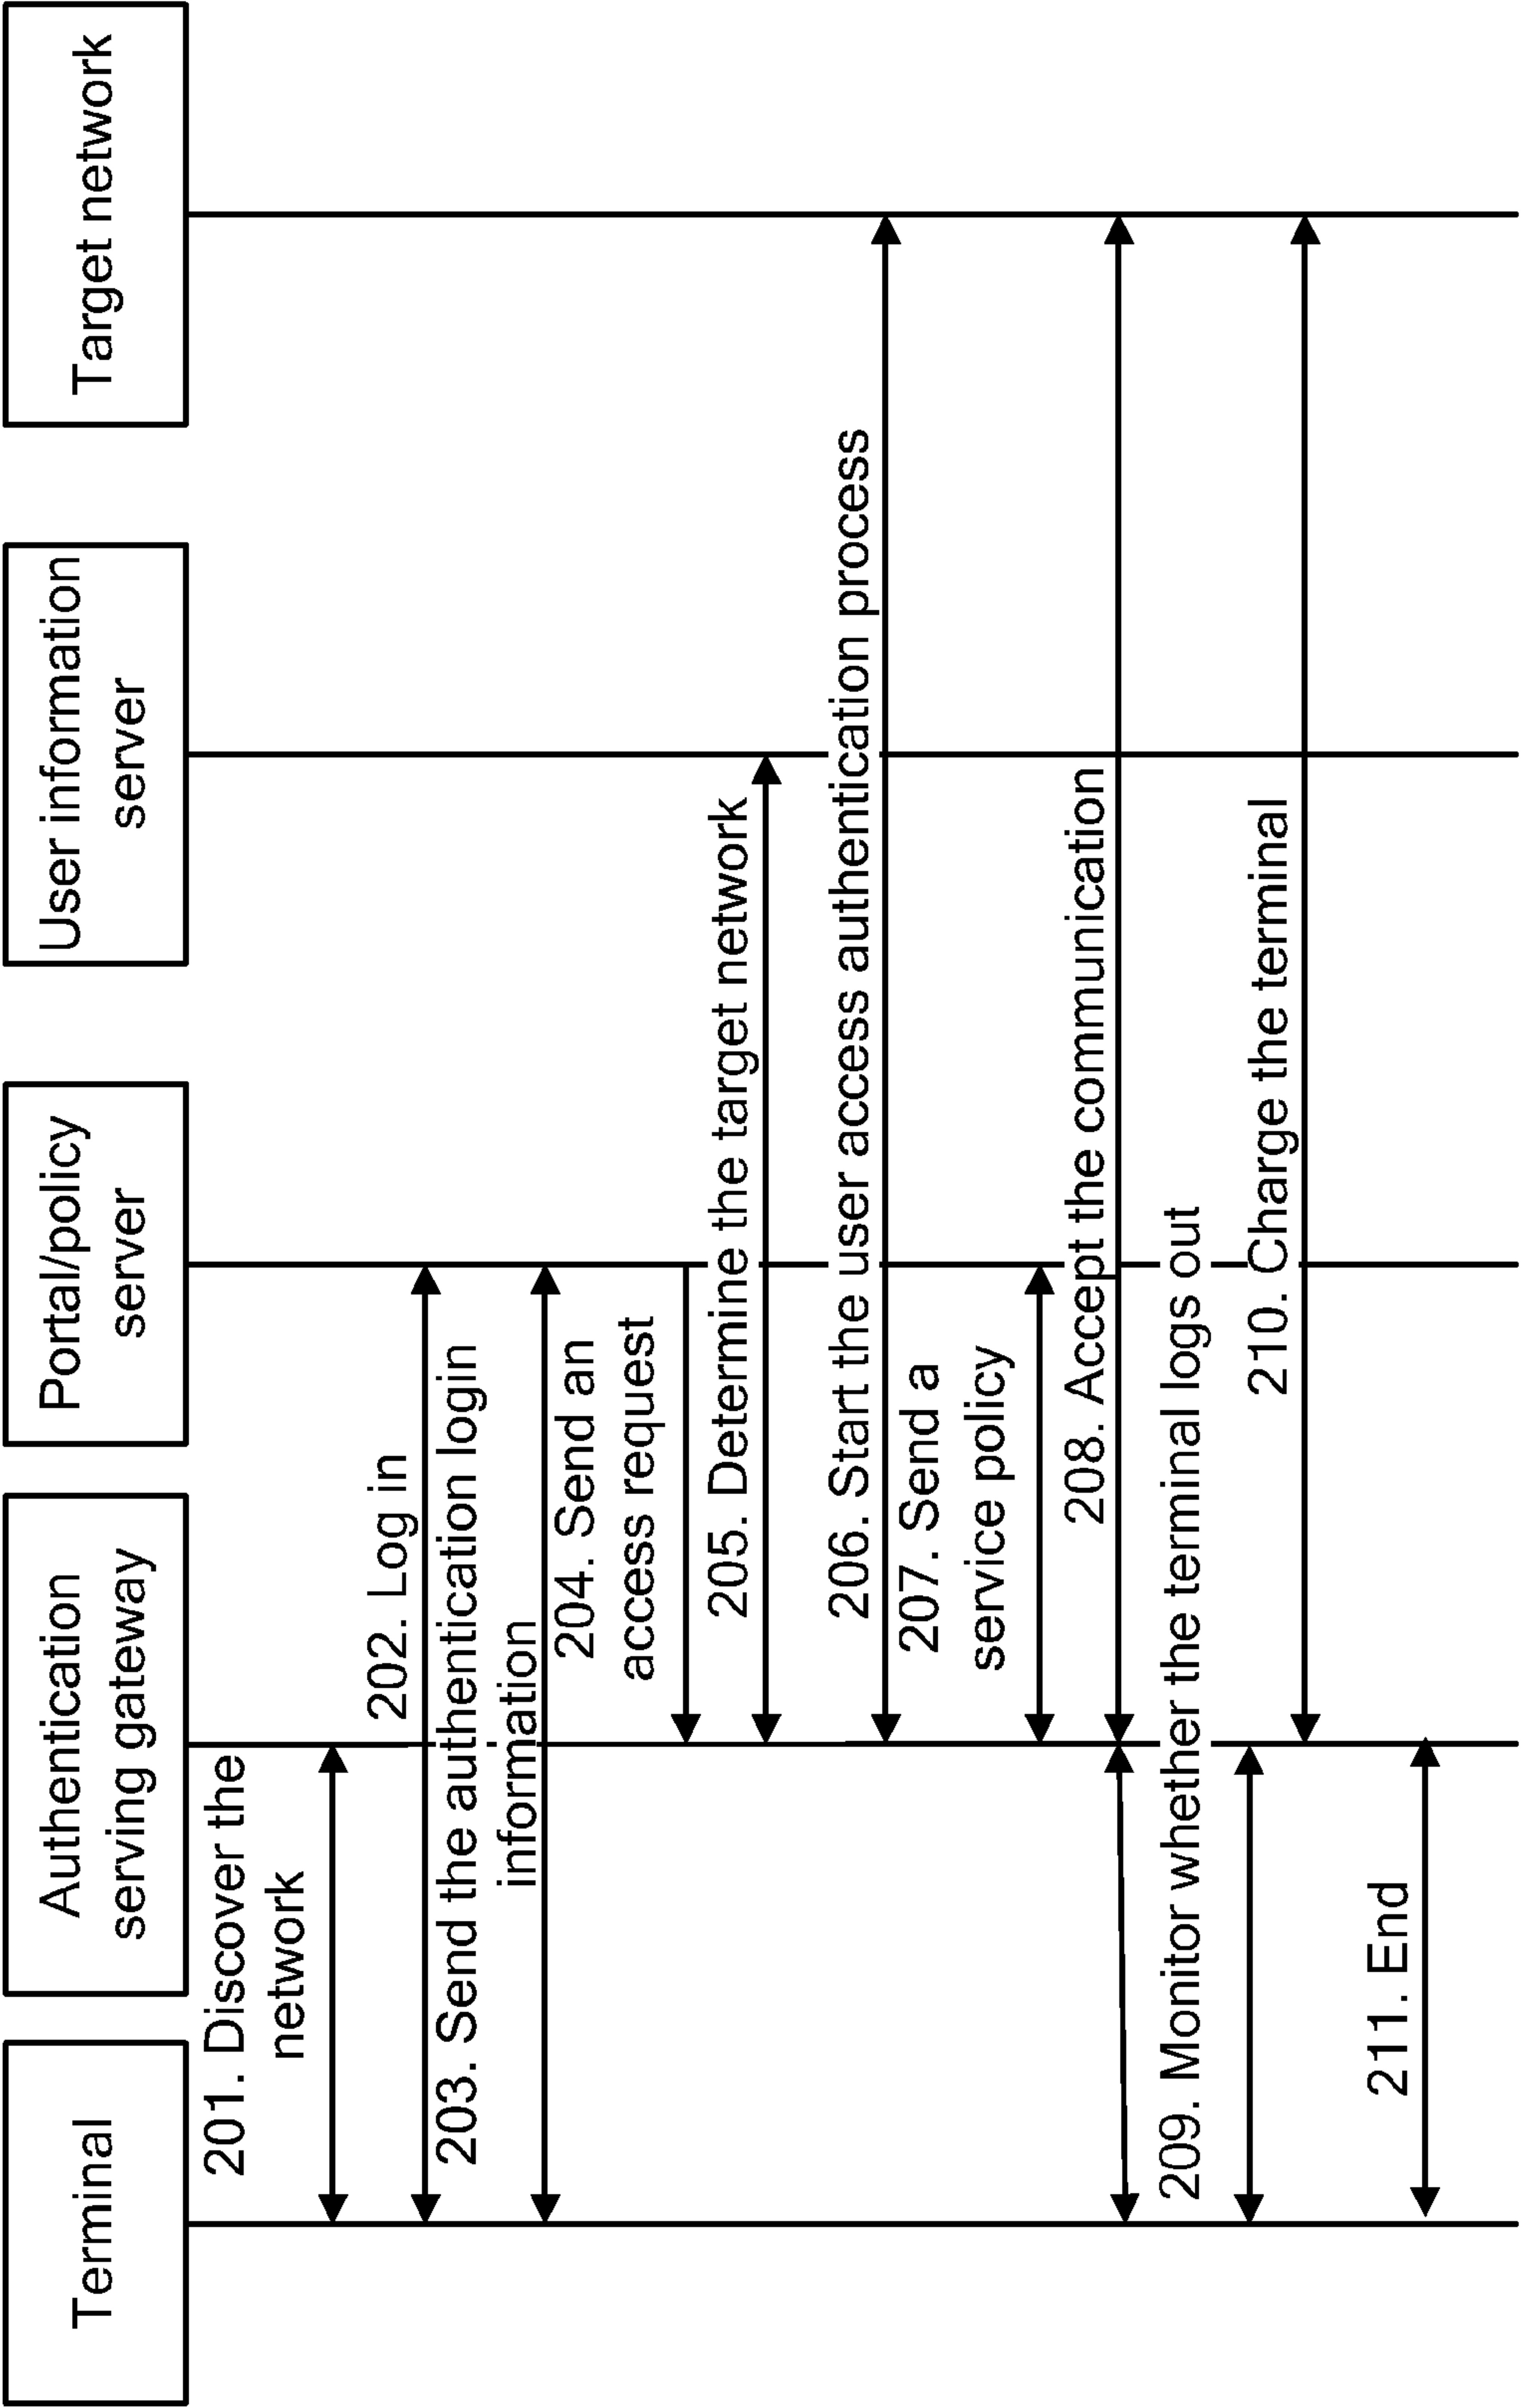 Terminal
Authentication
serving gateway
Portal/policy
server
User information
server
Target network
201. Discover the
network
202. Log in
203. Send the authentication login
information
204. Send an
access request
205. Determine the target network
206. Start the user access authentication process
207. Send a
service policy
208. Accept the communication
209. Monitor whether the terminal logs out
210. Charge the terminal
211. End